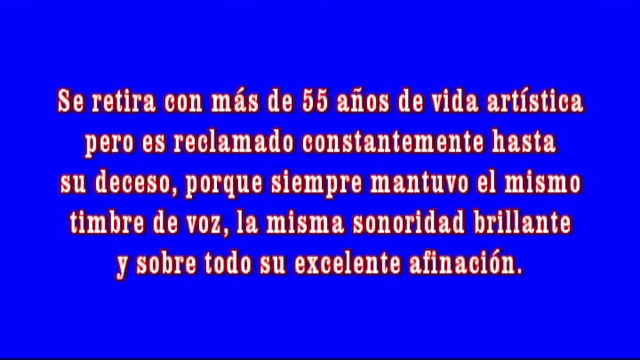 Se retira con más de 55 años de vida artística
pero es reclamado constantemente hasta
su deceso, porque siempre mantuvo el mismo
timbre de voz, la misma sonoridad brillante
y sobre todo su excelente afinación.